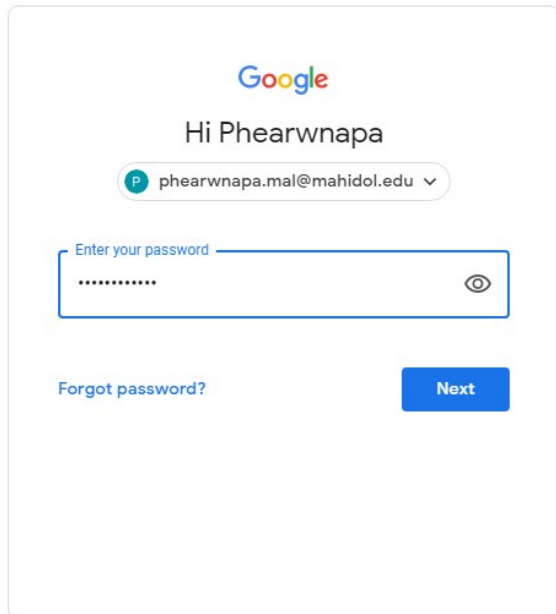 Google
Hi Phearwnapa
P phearwnapa.mal@mahidol.edu
Enter your password
••••••••••••
Forgot password? Next